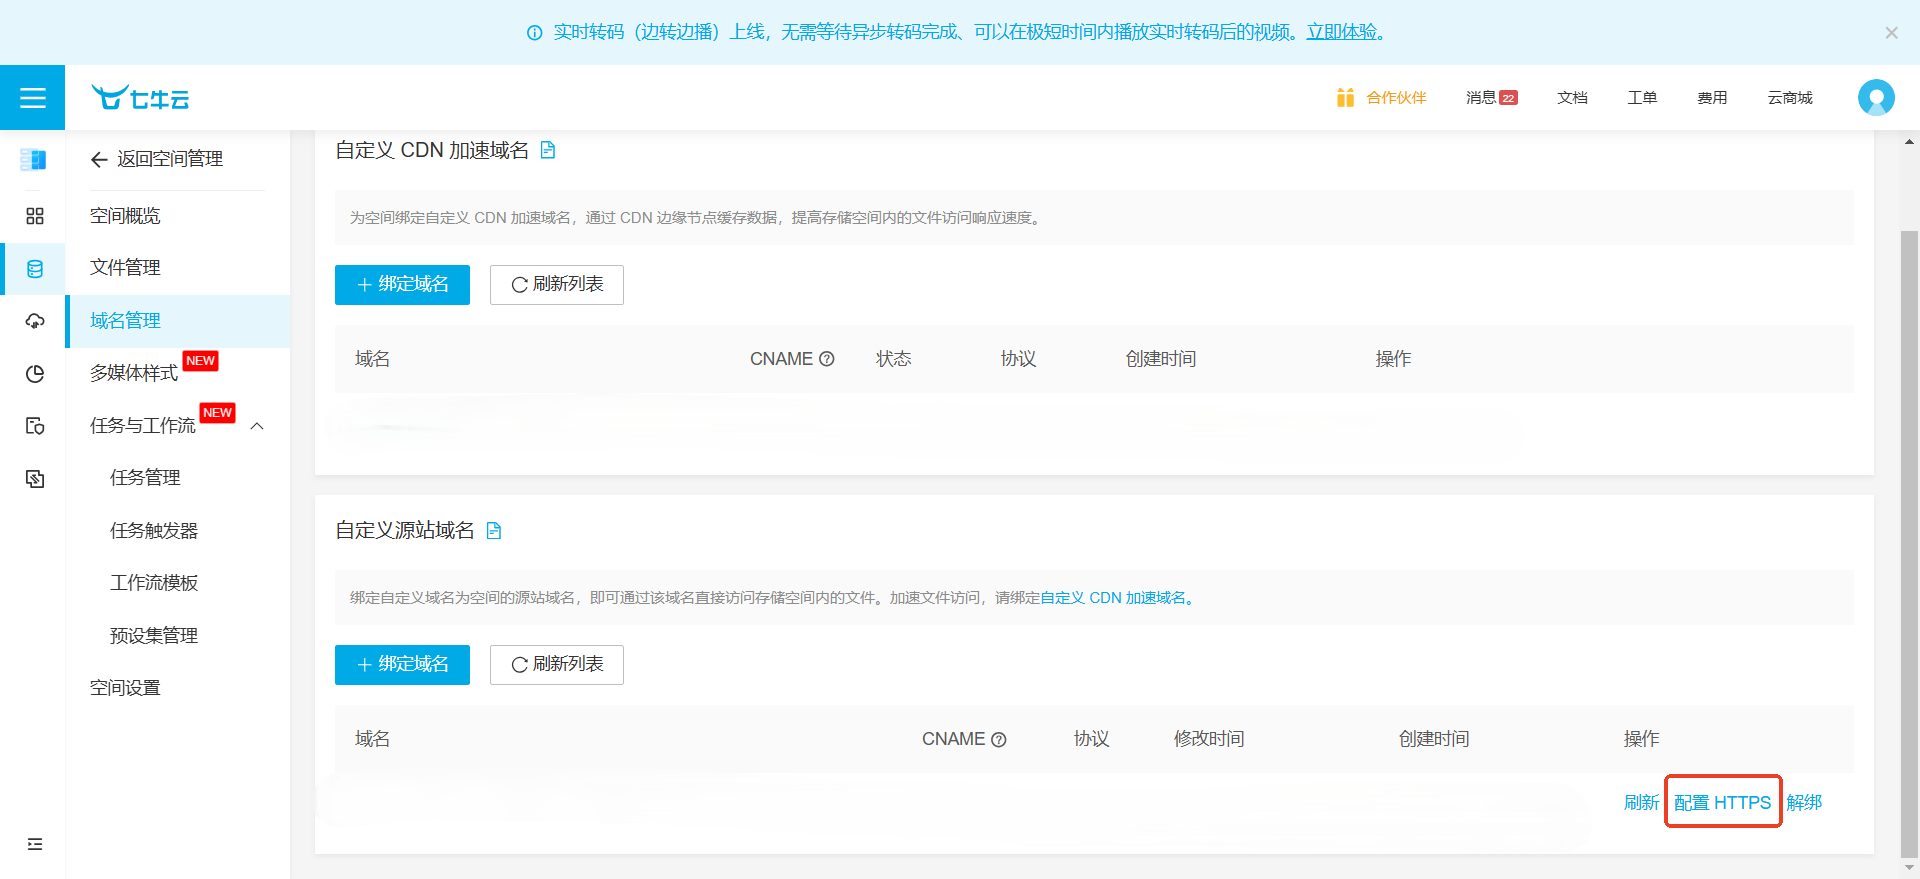 实时转码（边转边播）上线，无需等待异步转码完成、可以在极短时间内播放实时转码后的视频。立即体验。
七牛云
合作伙伴
消息 22
文档
工单
费用
云商城
返回空间管理
空间概览
文件管理
域名管理
多媒体样式 NEW
任务与工作流 NEW
任务管理
任务触发器
工作流模板
预设集管理
空间设置
自定义 CDN 加速域名
为空间绑定自定义 CDN 加速域名，通过 CDN 边缘节点缓存数据，提高存储空间内的文件访问响应速度。
绑定域名 刷新列表
域名 CNAME 状态 协议 创建时间 操作
自定义源站域名
绑定自定义域名为空间的源站域名，即可通过该域名直接访问存储空间内的文件。加速文件访问，请绑定自定义 CDN 加速域名。
绑定域名 刷新列表
域名 CNAME 协议 修改时间 创建时间 操作
刷新 配置 HTTPS 解绑